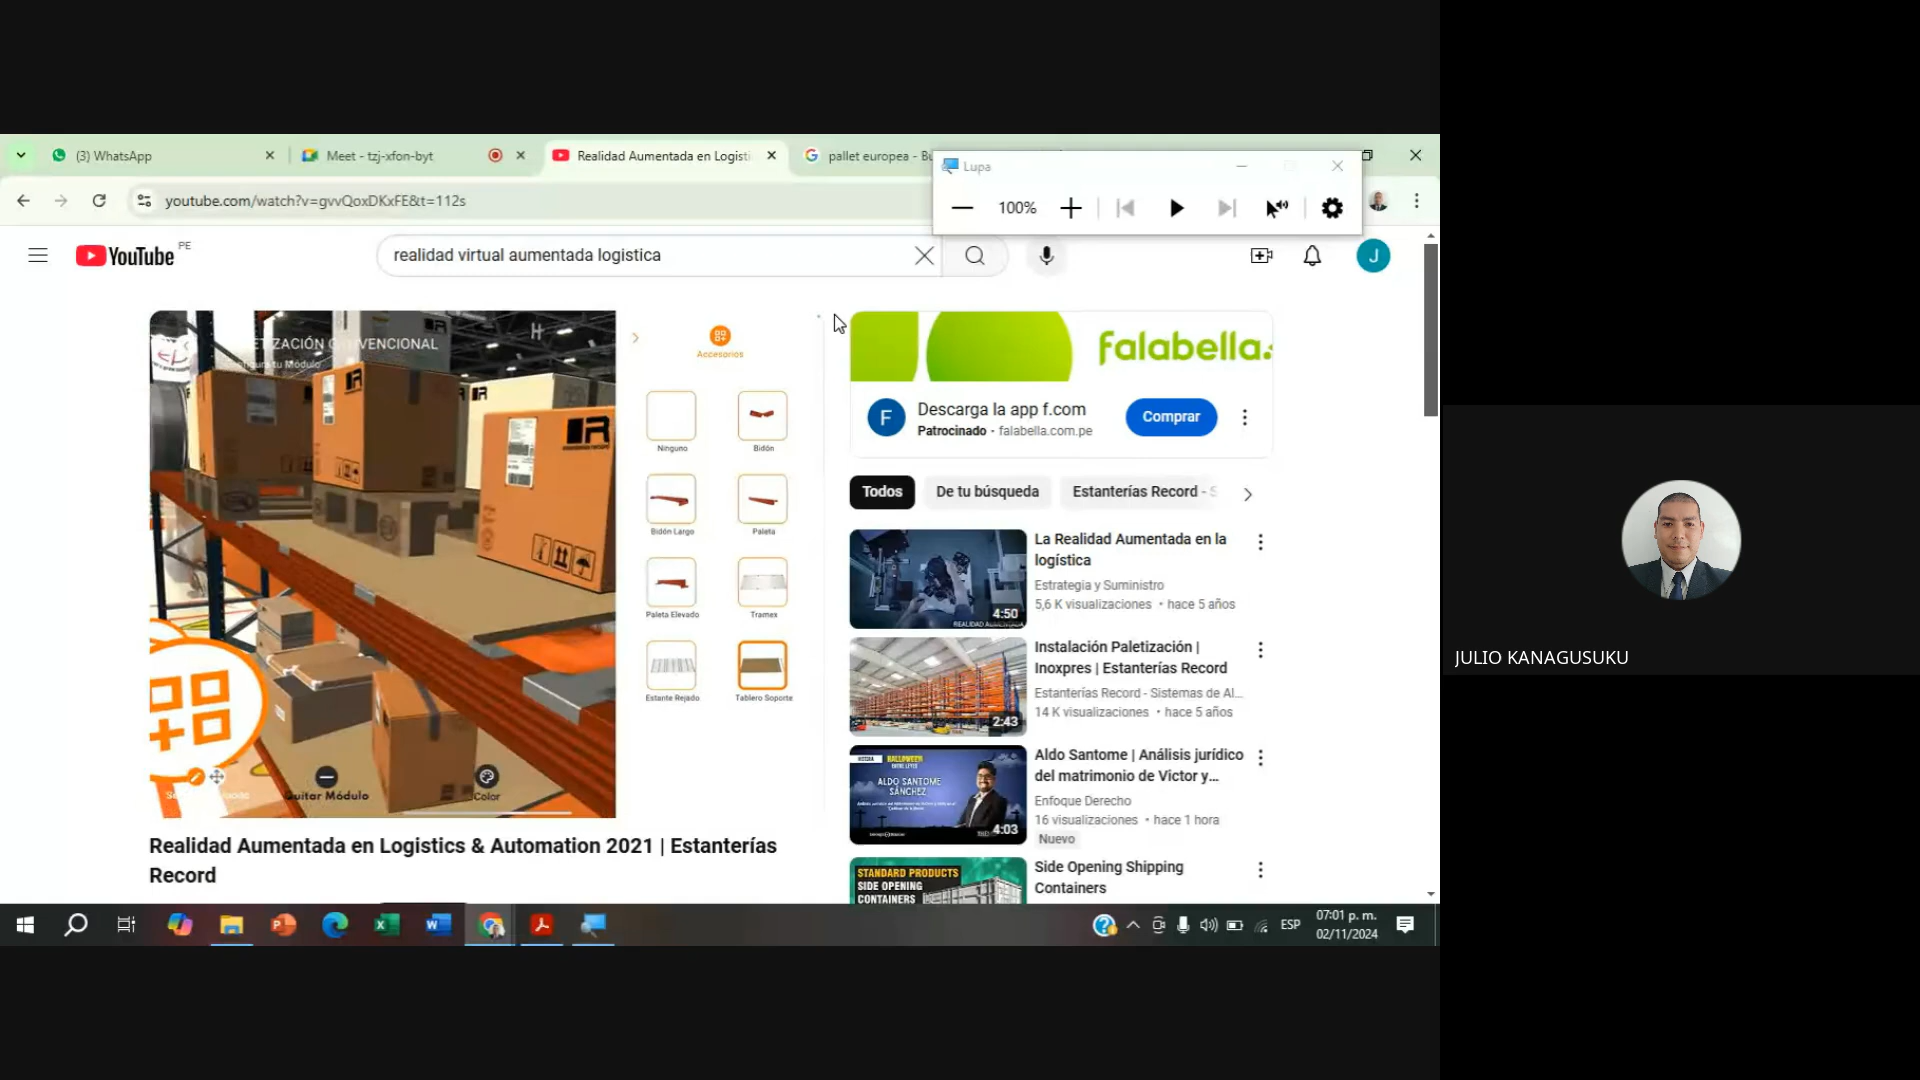 (3) WhatsApp
Meet - tzj-xfon-byt
Realidad Aumentada en Logisti
pallet europea - Bu
Lupa
youtube.com/watch?v=gvvQoxDKxFE&t=112s
100%
YouTube PE
realidad virtual aumentada logistica
J
CONVENCIONAL
tu Módulo
Accesorios
Ninguno
Bidón
Bidón Largo
Paleta
Paleta Elevado
Tramex
Estante Rejado
Tablero Soporte
Quitar Módulo
Color
falabella.
F
Descarga la app f.com
Patrocinado · falabella.com.pe
Comprar
Todos
De tu búsqueda
Estanterías Record - S
La Realidad Aumentada en la
logística
Estrategia y Suministro
5,6 K visualizaciones • hace 5 años
REALIDAD AUMENTADA
4:50
Instalación Paletización |
Inoxpres | Estanterías Record
Estanterías Record - Sistemas de Al...
14 K visualizaciones • hace 5 años
2:43
Aldo Santome | Análisis jurídico
del matrimonio de Victor y...
Enfoque Derecho
16 visualizaciones • hace 1 hora
Nuevo
HALLOWEEN
ALDO SANTOME
SÁNCHEZ
4:03
Side Opening Shipping
Containers
STANDARD PRODUCTS
SIDE OPENING
CONTAINERS
Realidad Aumentada en Logistics & Automation 2021 | Estanterías
Record
ESP
07:01 p. m.
02/11/2024
JULIO KANAGUSUKU